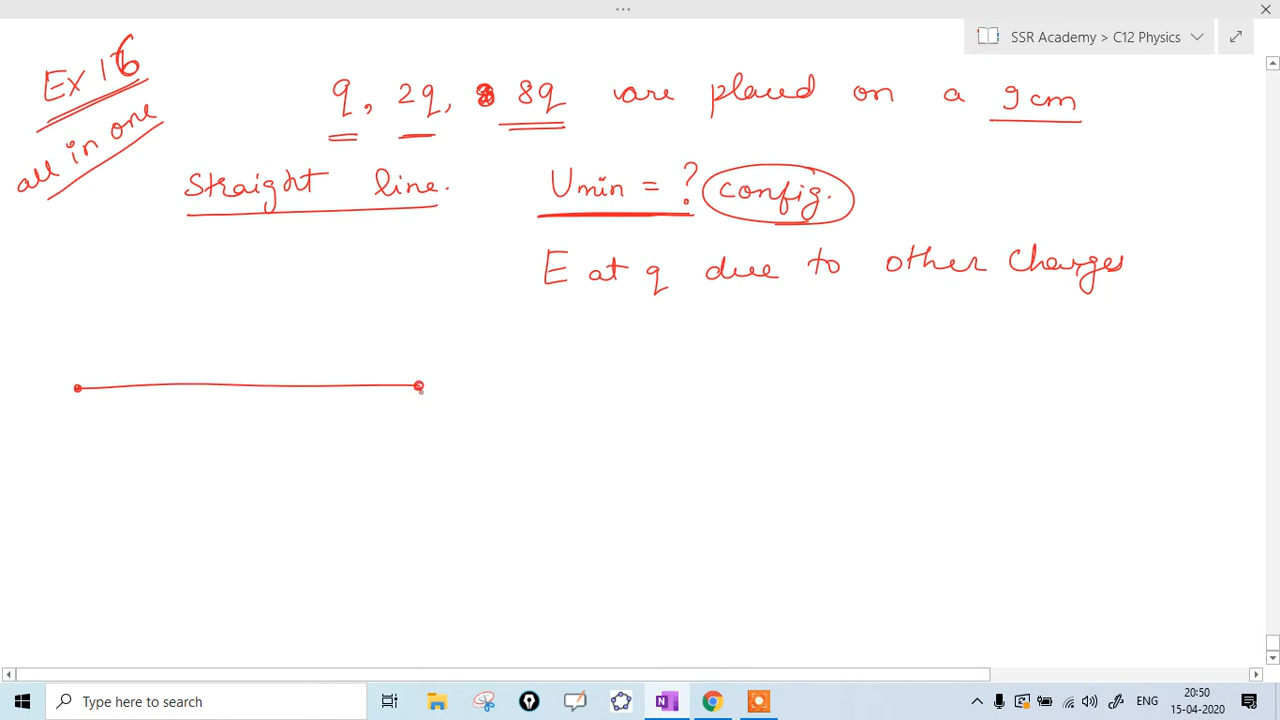 SSR Academy > C12 Physics
Ex 16
all in one
q, 2q, 8q are placed on a 9cm
straight line. Umin = ? config.
E at q due to other charges
Type here to search
ENG
20:50
15-04-2020